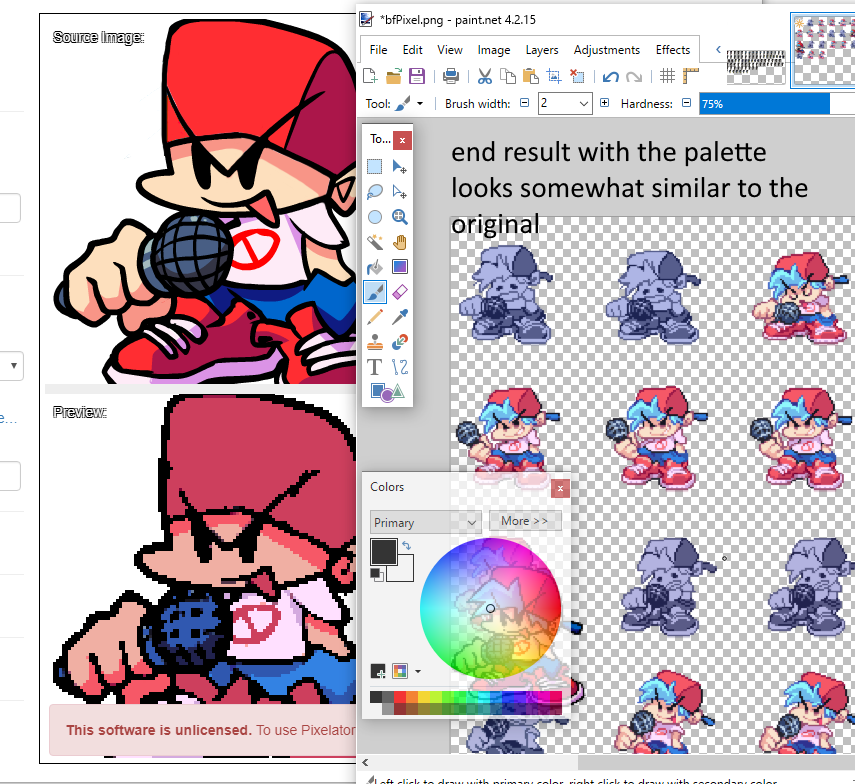 Source Image:
Preview:
This software is unlicensed. To use Pixelator
e...
*bfPixel.png - paint.net 4.2.15
File Edit View Image Layers Adjustments Effects
Tool: Brush width: 2 Hardness: 75%
To... x
end result with the palette
looks somewhat similar to the
original
Colors x
Primary More >>
Left click to draw with primary color, right click to draw with secondary color